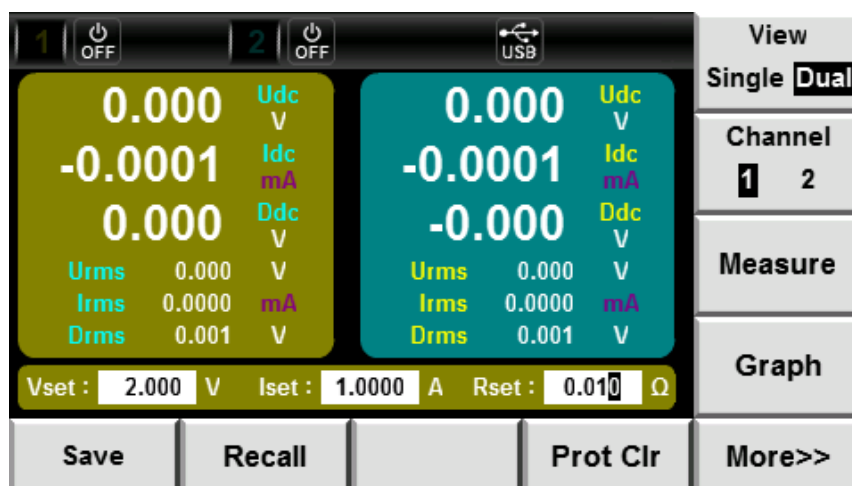 1 OFF 2 OFF USB
View
Single Dual
Channel
1 2
Measure
Graph
More>>
0.000 Udc V
-0.0001 Idc mA
0.000 Ddc V
Urms 0.000 V
Irms 0.0000 mA
Drms 0.001 V
0.000 Udc V
-0.0001 Idc mA
-0.000 Ddc V
Urms 0.000 V
Irms 0.0000 mA
Drms 0.001 V
Vset : 2.000 V Iset : 1.0000 A Rset : 0.010 Ω
Save Recall Prot Clr